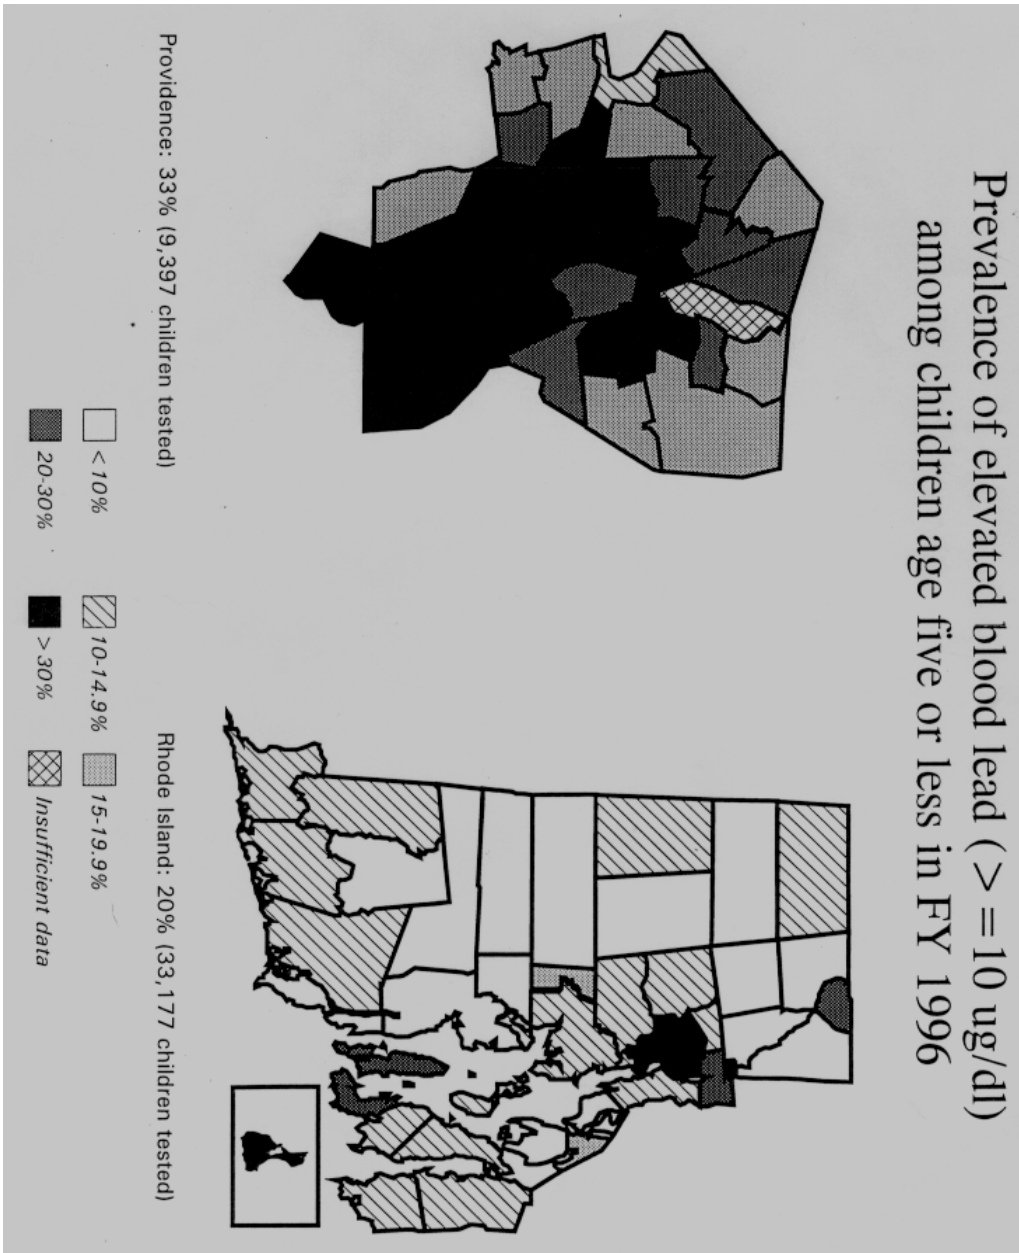 Prevalence of elevated blood lead (> = 10 ug/dl)
among children age five or less in FY 1996
Providence: 33% (9,397 children tested)
Rhode Island: 20% (33,177 children tested)
<10%
10-14.9%
15-19.9%
20-30%
>30%
Insufficient data